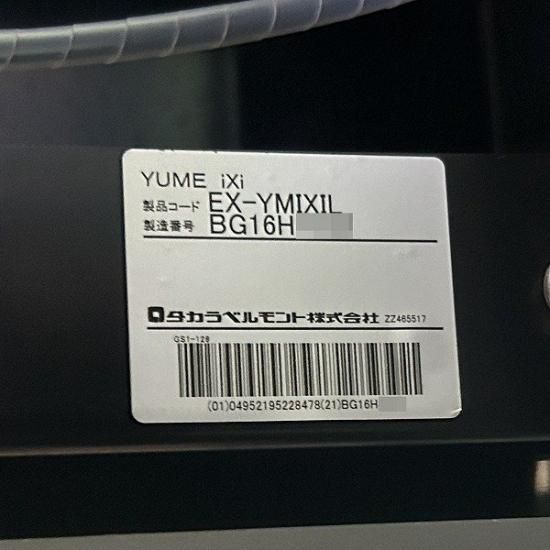 YUME iXi
製品コード EX-YMIXIL
製造番号 BG16H
タカラベルモント株式会社 ZZ465517
GS1-128
(01)04952195228478(21)BG16H